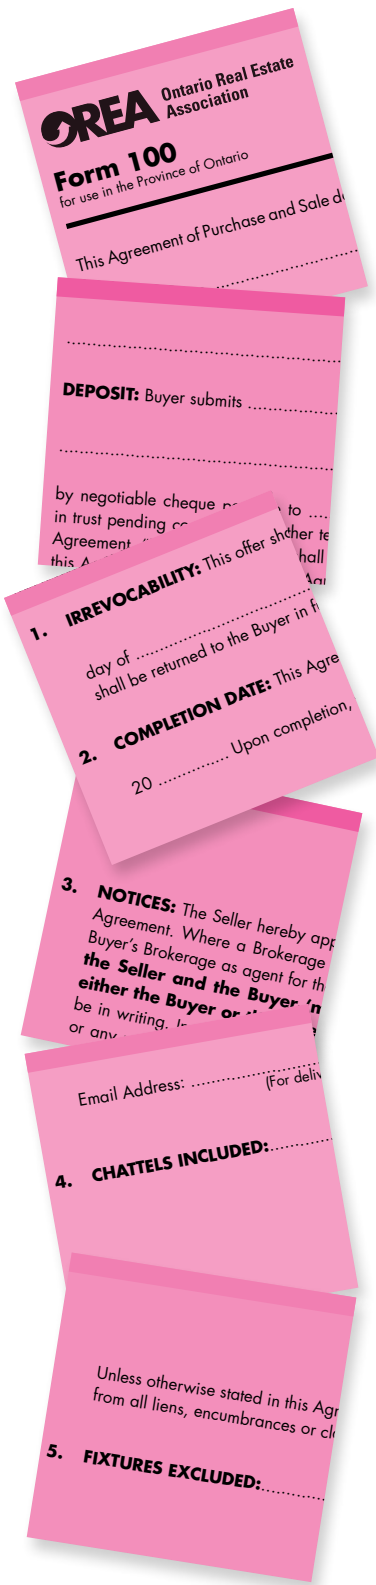 OREA Ontario Real Estate
Association
Form 100
for use in the Province of Ontario
This Agreement of Purchase and Sale d
....................................
....................................
DEPOSIT: Buyer submits ....................
....................................
by negotiable cheque to ....
in trust pending ther te
Agreement hall
this
1. IRREVOCABILITY: This offer sh
day of ....................................
shall be returned to the Buyer in f
2. COMPLETION DATE: This Agre
20 .............. Upon completion,
3. NOTICES: The Seller hereby app
Agreement. Where a Brokerage
Buyer's Brokerage as agent for th
the Seller and the Buyer
either the Buyer or
be in writing.
or any
Email Address: ..........................
(For deliv
4. CHATTELS INCLUDED:..............
Unless otherwise stated in this Agr
from all liens, encumbrances or cl
5. FIXTURES EXCLUDED:..............